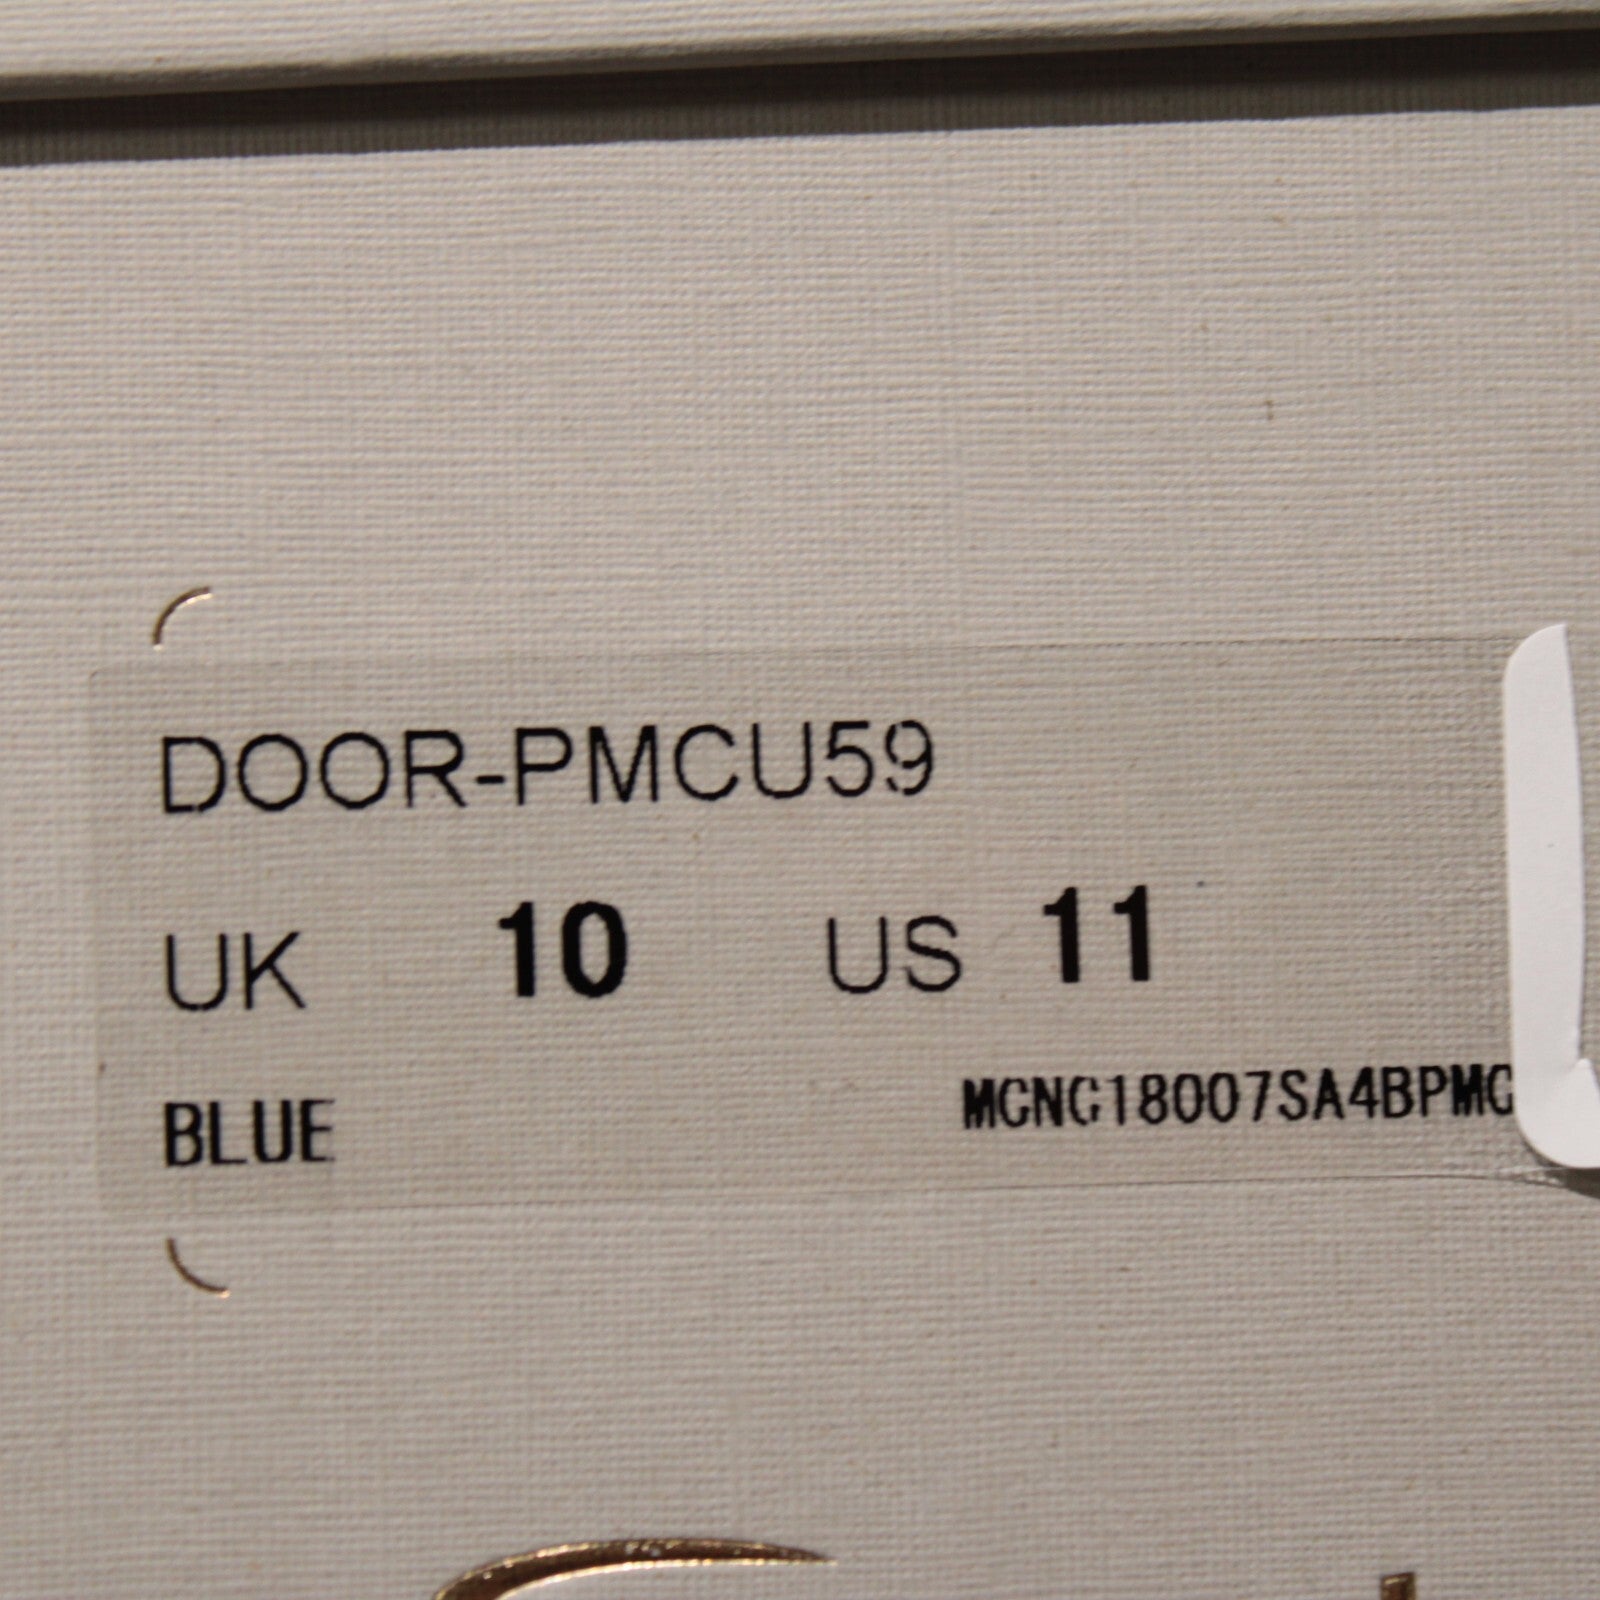 DOOR-PMCU59
UK 10 US 11
BLUE MCNC18007SA4BPMC